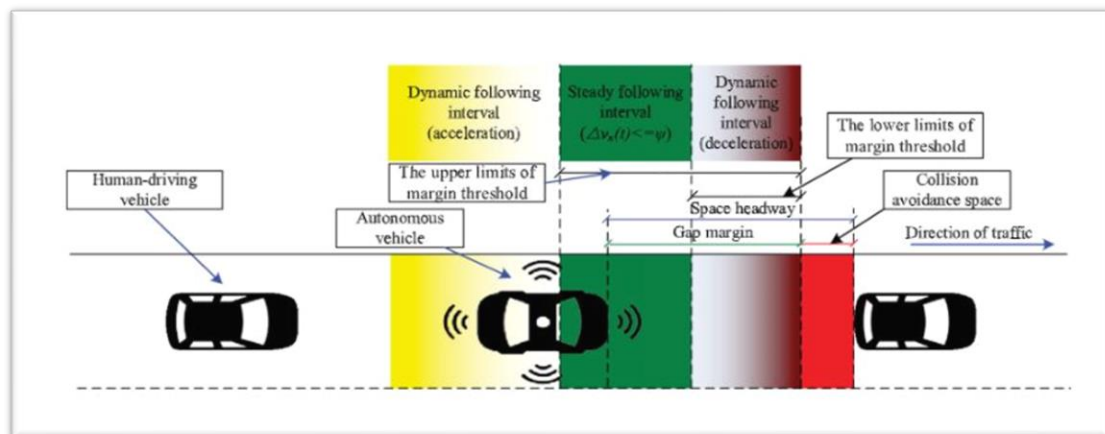 Dynamic following
interval
(acceleration)
Steady following
interval
(Δvₙ(t)<=ψ)
Dynamic
following
interval
(deceleration)
The lower limits of
margin threshold
Human-driving
vehicle
The upper limits of
margin threshold
Collision
avoidance space
Autonomous
vehicle
Space headway
Gap margin
Direction of traffic